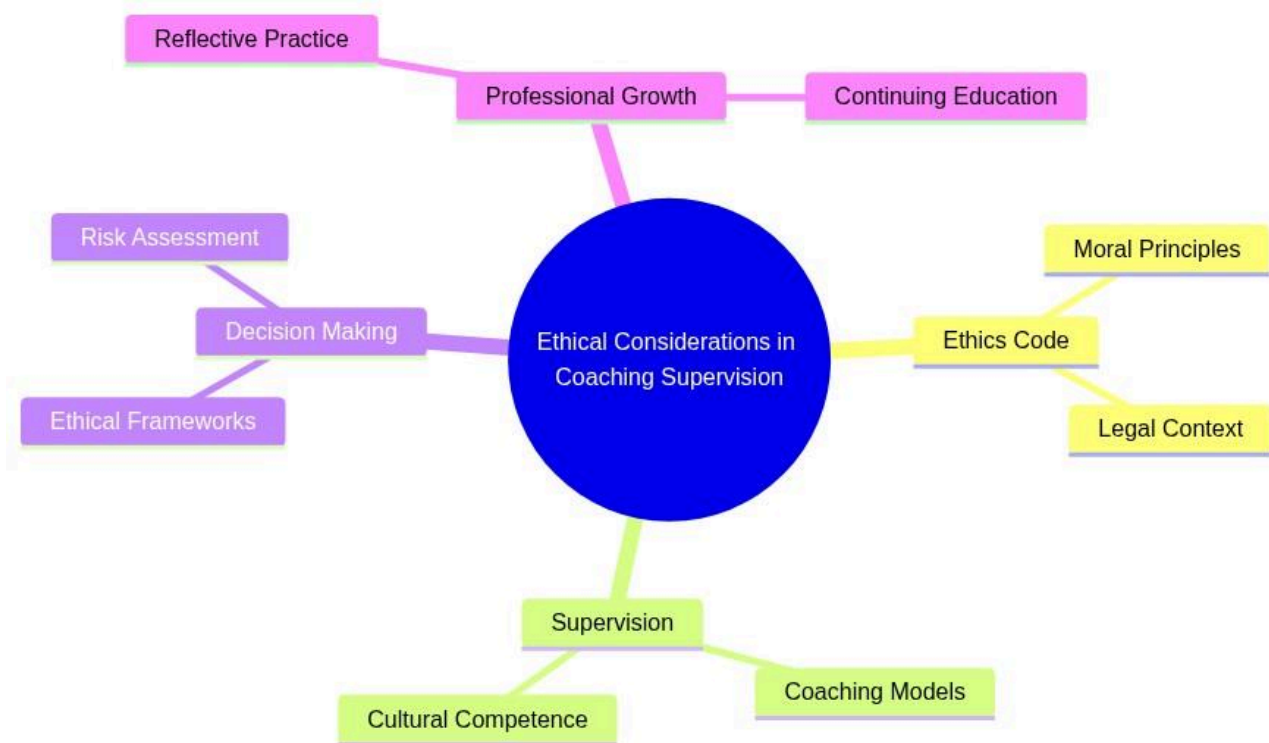 Reflective Practice
Professional Growth
Continuing Education
Risk Assessment
Moral Principles
Decision Making
Ethical Considerations in
Coaching Supervision
Ethics Code
Ethical Frameworks
Legal Context
Supervision
Coaching Models
Cultural Competence